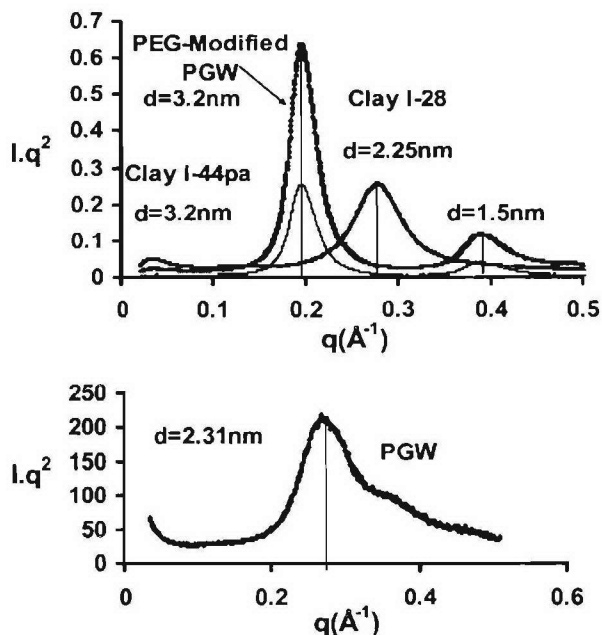 0.7
PEG-Modified
0.6
PGW
0.5
d=3.2nm
Clay I-28
I.q²
0.4
d=2.25nm
0.3
Clay I-44pa
0.2
d=3.2nm
d=1.5nm
0.1
0
0 0.1 0.2 0.3 0.4 0.5
q(Å⁻¹)
250
200
d=2.31nm
PGW
150
I.q²
100
50
0
0 0.2 0.4 0.6
q(Å⁻¹)